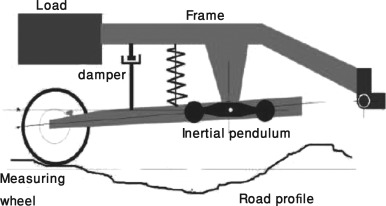 Load
Frame
damper
Inertial pendulum
Measuring
wheel
Road profile